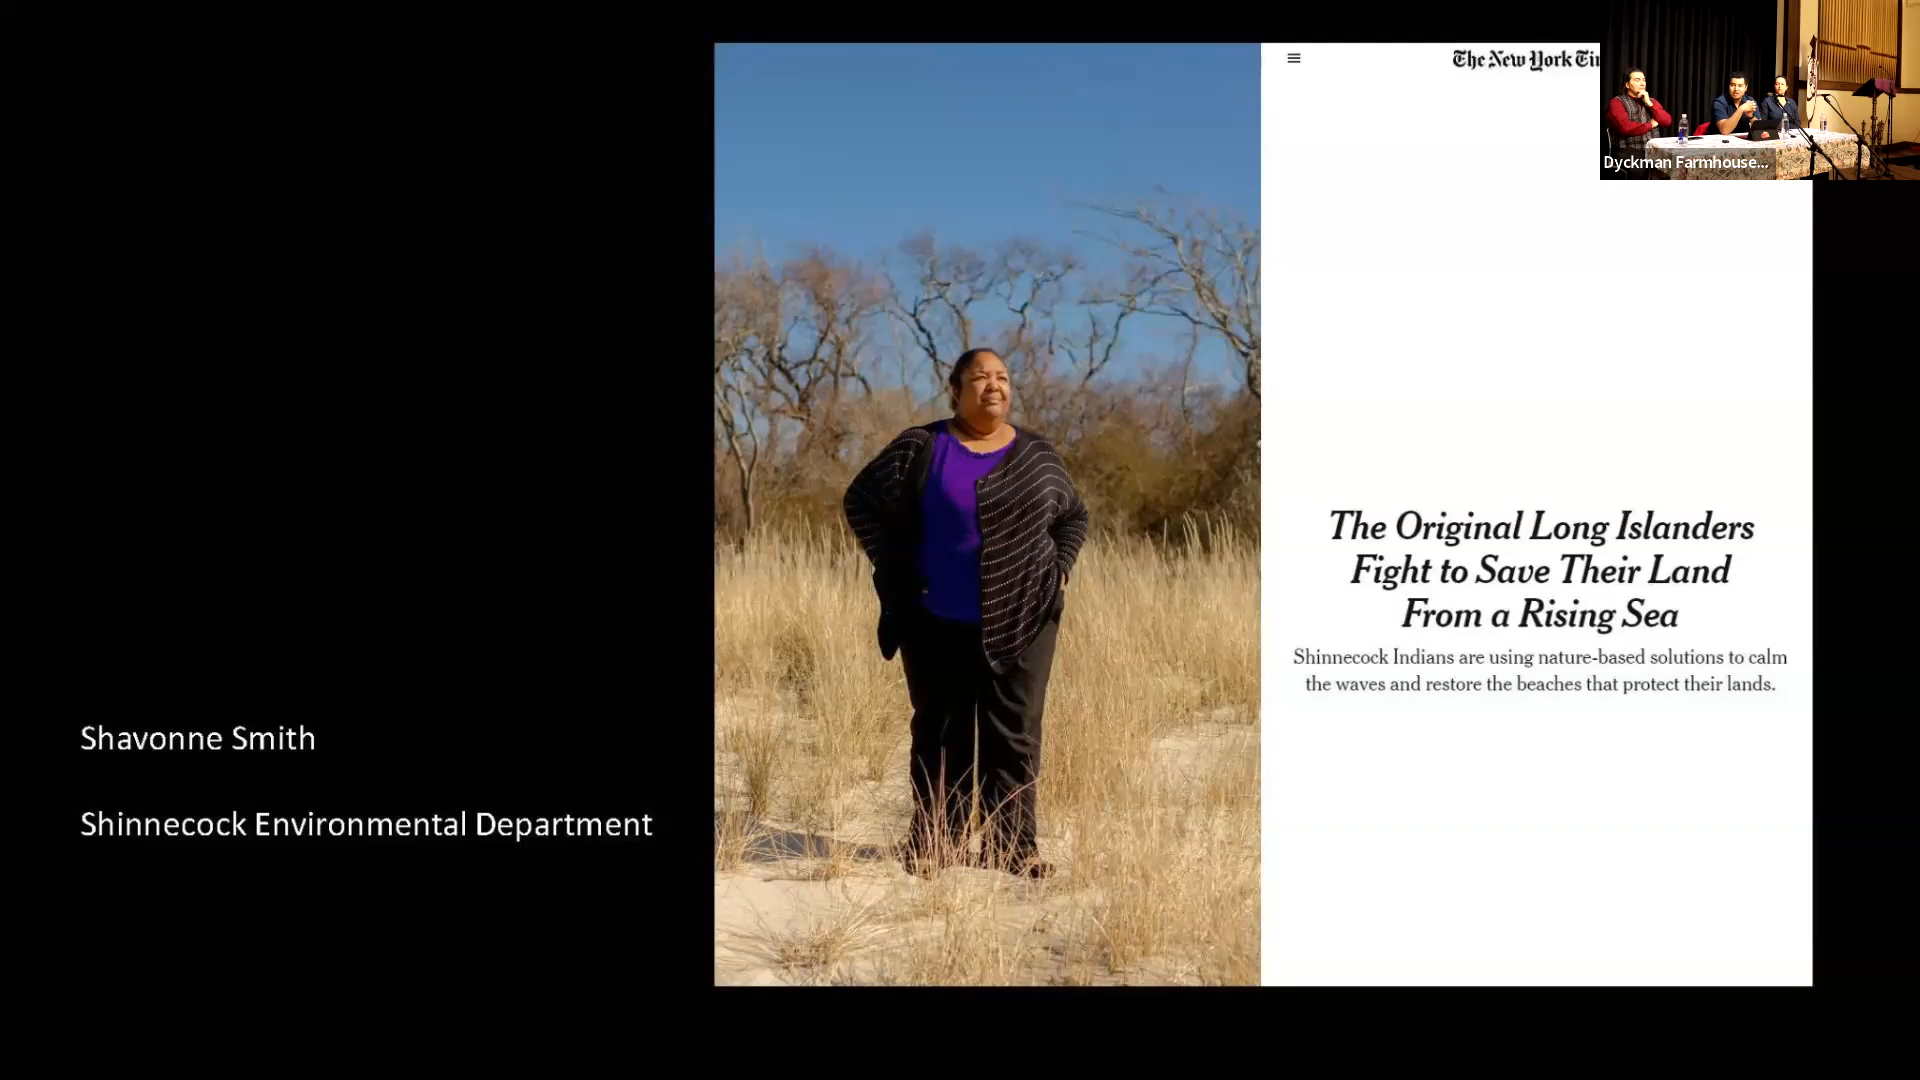 The New York Tim
Dyckman Farmhouse...
The Original Long Islanders
Fight to Save Their Land
From a Rising Sea
Shinnecock Indians are using nature-based solutions to calm
the waves and restore the beaches that protect their lands.
Shavonne Smith
Shinnecock Environmental Department